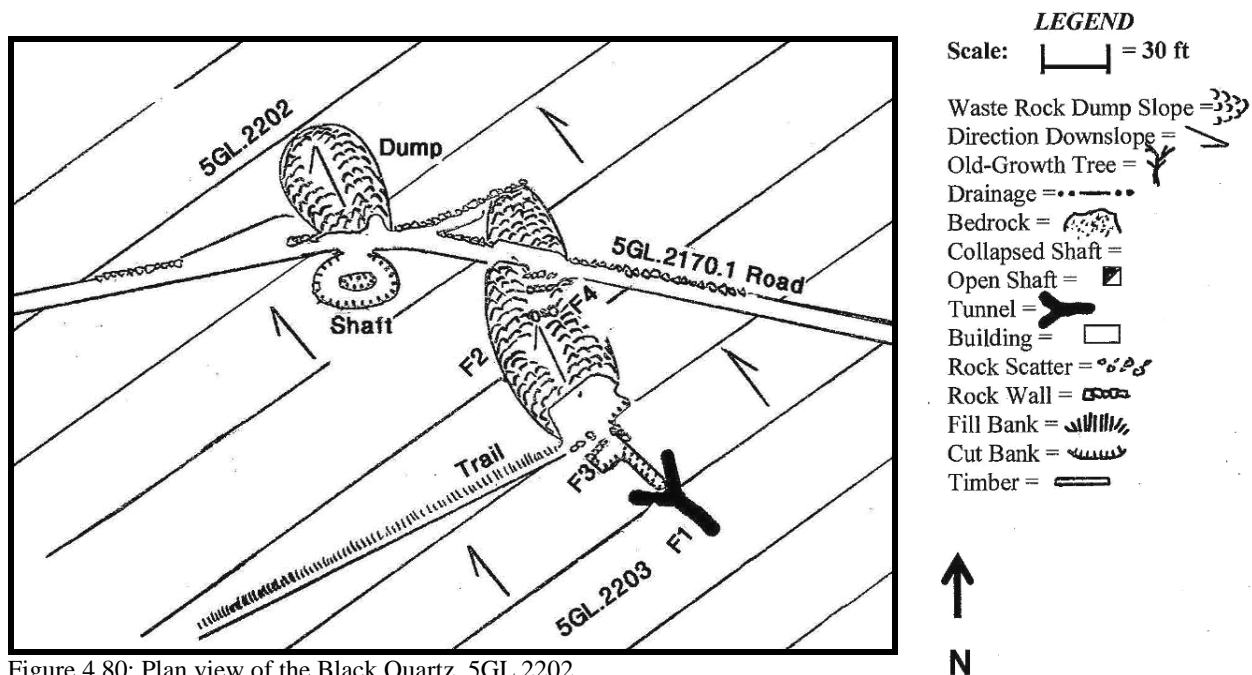 5GL.2202
Dump
5GL.2170.1 Road
Shaft
F4
F2
Trail
F3
F1
5GL.2203
LEGEND
Scale: = 30 ft
Waste Rock Dump Slope =
Direction Downslope =
Old-Growth Tree =
Drainage =
Bedrock =
Collapsed Shaft =
Open Shaft =
Tunnel =
Building =
Rock Scatter =
Rock Wall =
Fill Bank =
Cut Bank =
Timber =
N
Figure 4.80: Plan view of the Black Quartz, 5GL.2202